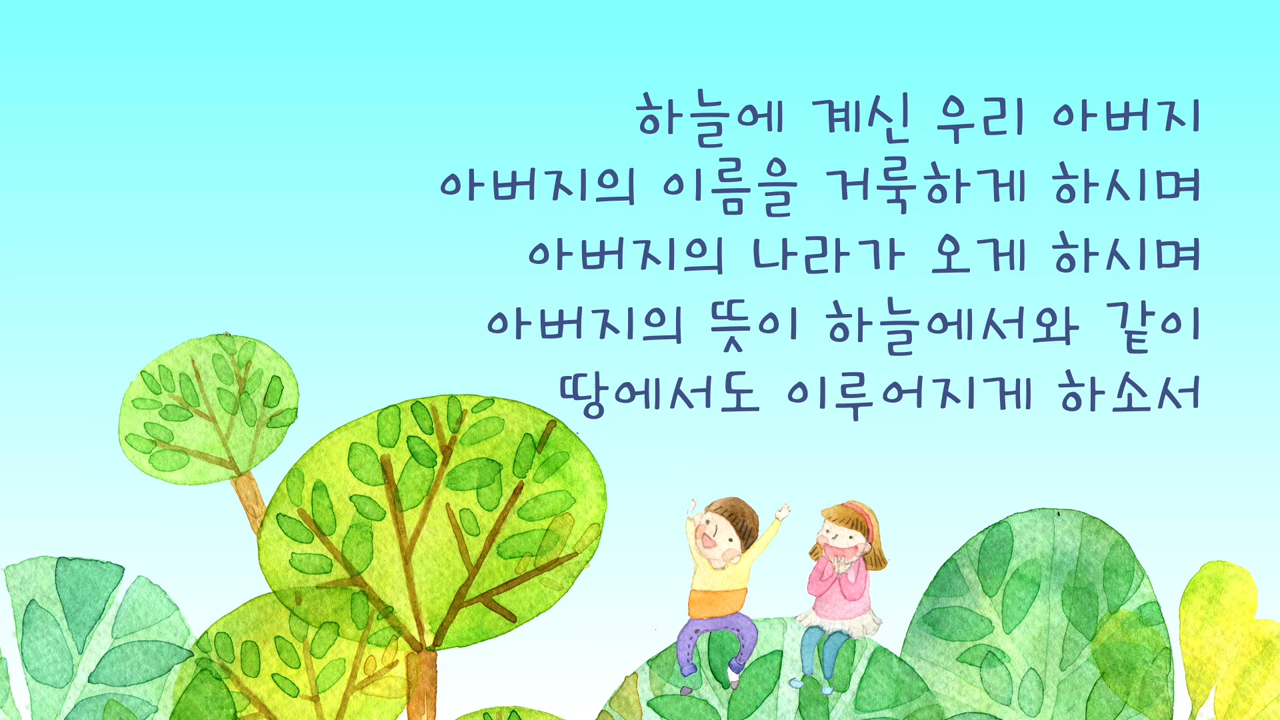 하늘에 계신 우리 아버지
아버지의 이름을 거룩하게 하시며
아버지의 나라가 오게 하시며
아버지의 뜻이 하늘에서와 같이
땅에서도 이루어지게 하소서